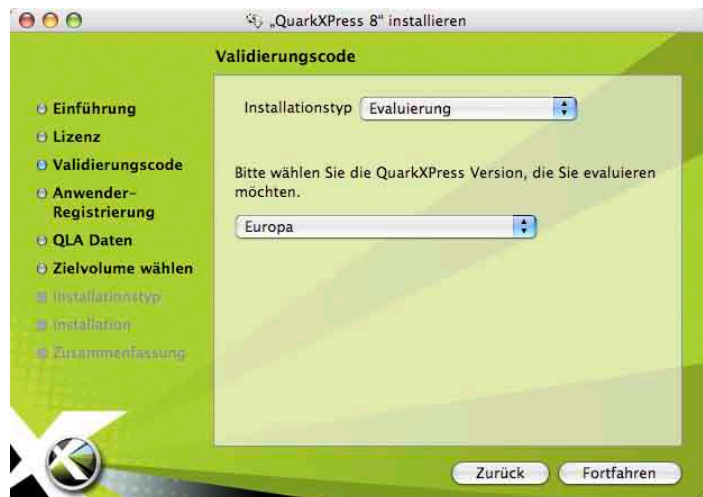 „QuarkXPress 8“ installieren
Validierungscode
Einführung
Lizenz
Validierungscode
Anwender-
Registrierung
QLA Daten
Zielvolume wählen
Installationstyp
Installation
Zusammenfassung
Installationstyp Evaluierung
Bitte wählen Sie die QuarkXPress Version, die Sie evaluieren
möchten.
Europa
Zurück Fortfahren